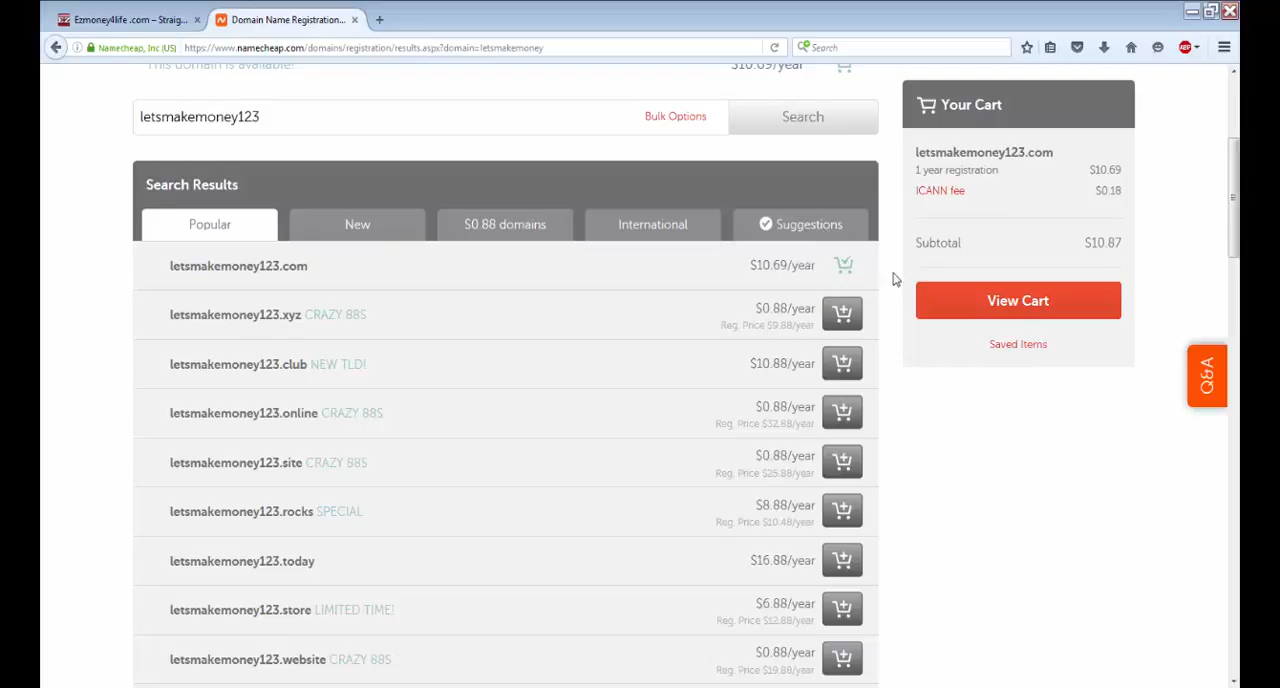 Ezmoney4life .com – Straig...
Domain Name Registration...
Namecheap, Inc (US)
https://www.namecheap.com/domains/registration/results.aspx?domain=letsmakemoney
Search
ABP
This domain is available!
$10.69/year
letsmakemoney123
Bulk Options
Search
Search Results
Popular
New
$0.88 domains
International
Suggestions
letsmakemoney123.com
$10.69/year
letsmakemoney123.xyz CRAZY 88S
$0.88/year
Reg. Price $9.88/year
letsmakemoney123.club NEW TLD!
$10.88/year
letsmakemoney123.online CRAZY 88S
$0.88/year
Reg. Price $32.88/year
letsmakemoney123.site CRAZY 88S
$0.88/year
Reg. Price $25.88/year
letsmakemoney123.rocks SPECIAL
$8.88/year
Reg. Price $10.48/year
letsmakemoney123.today
$16.88/year
letsmakemoney123.store LIMITED TIME!
$6.88/year
Reg. Price $12.88/year
letsmakemoney123.website CRAZY 88S
$0.88/year
Reg. Price $19.88/year
Your Cart
letsmakemoney123.com
1 year registration
$10.69
ICANN fee
$0.18
Subtotal
$10.87
View Cart
Saved Items
Q&A